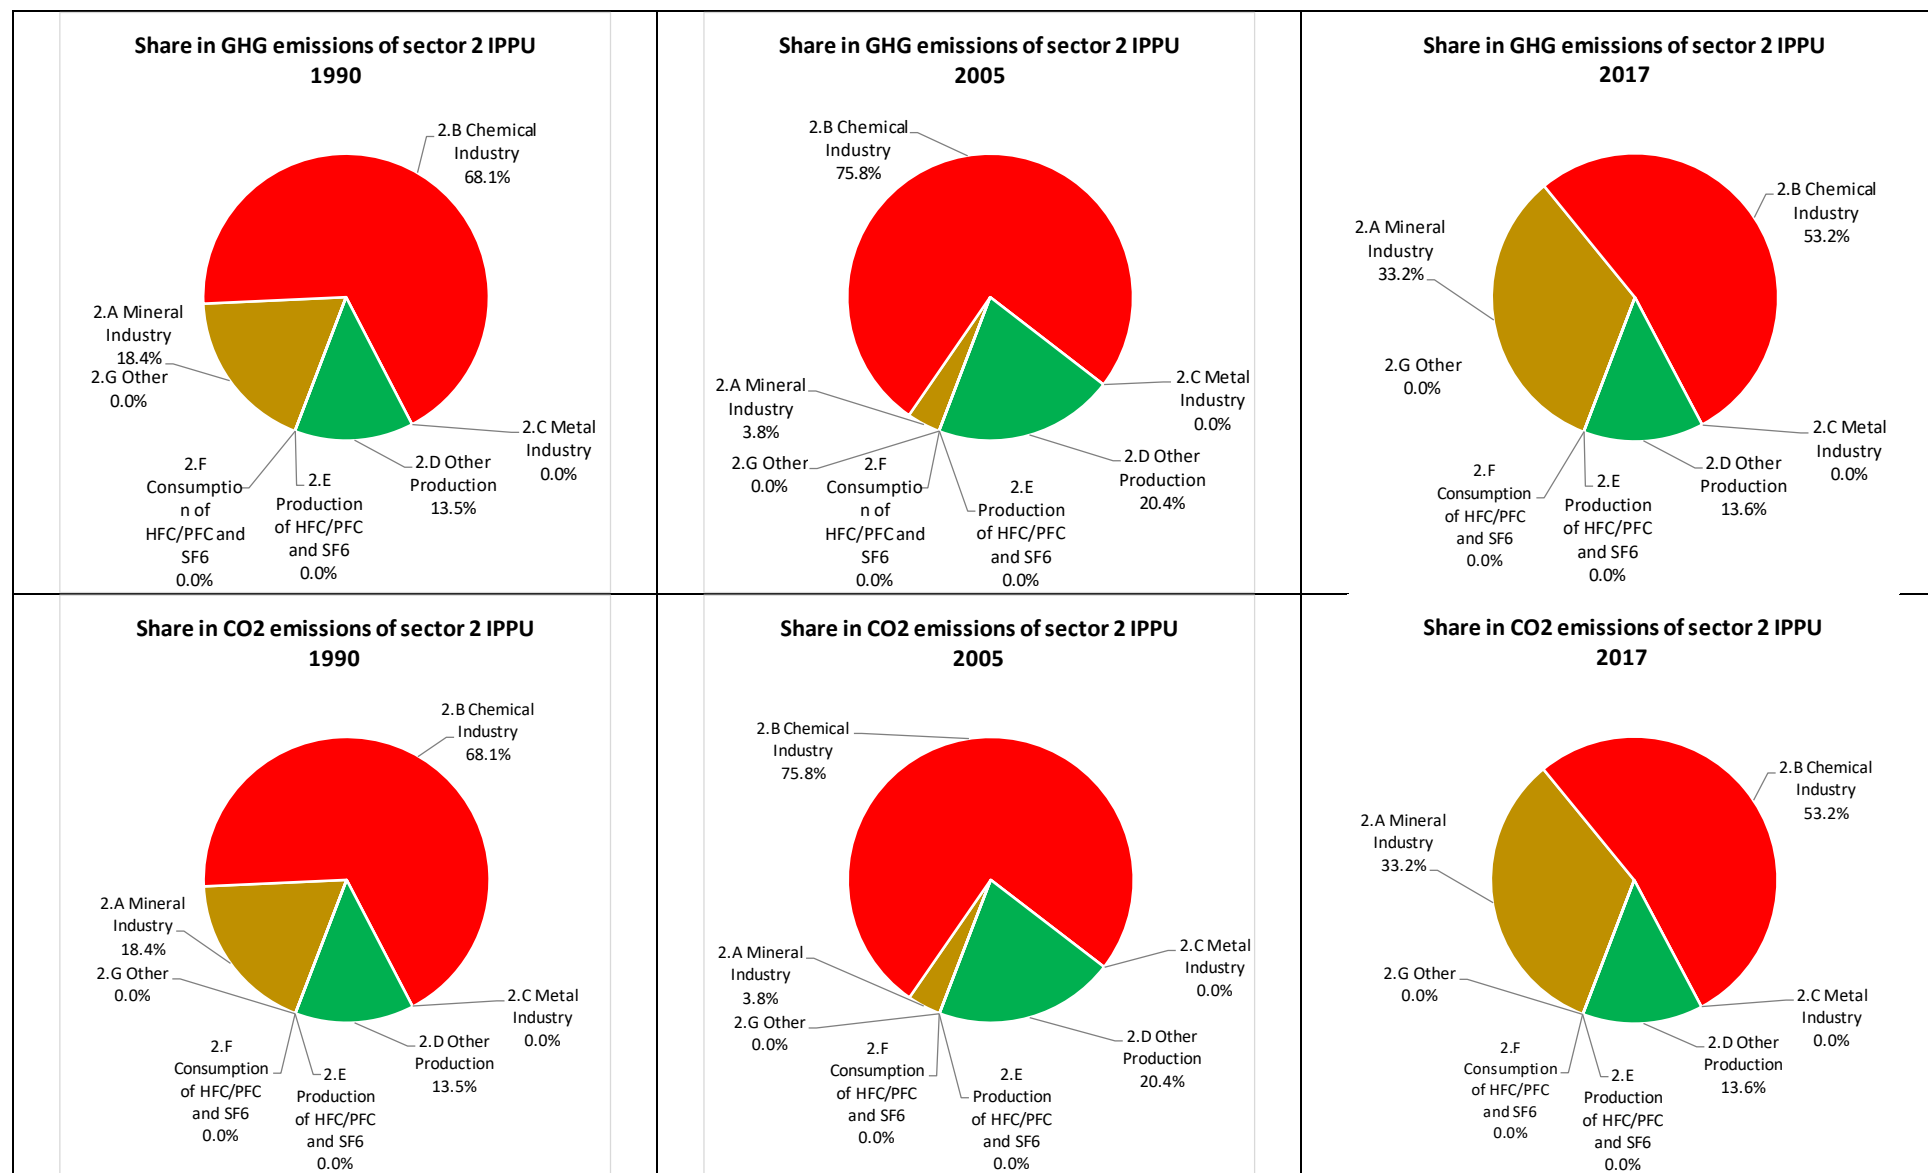 Share in GHG emissions of sector 2 IPPU
1990
2.B Chemical
Industry
68.1%
2.A Mineral
Industry
18.4%
2.G Other
0.0%
2.F
Consumptio
n of
HFC/PFC and
SF6
0.0%
2.E
Production
of HFC/PFC
and SF6
0.0%
2.D Other
Production
13.5%
2.C Metal
Industry
0.0%
Share in GHG emissions of sector 2 IPPU
2005
2.B Chemical
Industry
75.8%
2.A Mineral
Industry
3.8%
2.G Other
0.0%
2.F
Consumptio
n of
HFC/PFC and
SF6
0.0%
2.E
Production
of HFC/PFC
and SF6
0.0%
2.D Other
Production
20.4%
2.C Metal
Industry
0.0%
Share in GHG emissions of sector 2 IPPU
2017
2.B Chemical
Industry
53.2%
2.A Mineral
Industry
33.2%
2.G Other
0.0%
2.F
Consumption
of HFC/PFC
and SF6
0.0%
2.E
Production
of HFC/PFC
and SF6
0.0%
2.D Other
Production
13.6%
2.C Metal
Industry
0.0%
Share in CO2 emissions of sector 2 IPPU
1990
2.B Chemical
Industry
68.1%
2.A Mineral
Industry
18.4%
2.G Other
0.0%
2.F
Consumption
of HFC/PFC
and SF6
0.0%
2.E
Production
of HFC/PFC
and SF6
0.0%
2.D Other
Production
13.5%
2.C Metal
Industry
0.0%
Share in CO2 emissions of sector 2 IPPU
2005
2.B Chemical
Industry
75.8%
2.A Mineral
Industry
3.8%
2.G Other
0.0%
2.F
Consumption
of HFC/PFC
and SF6
0.0%
2.E
Production
of HFC/PFC
and SF6
0.0%
2.D Other
Production
20.4%
2.C Metal
Industry
0.0%
Share in CO2 emissions of sector 2 IPPU
2017
2.B Chemical
Industry
53.2%
2.A Mineral
Industry
33.2%
2.G Other
0.0%
2.F
Consumption
of HFC/PFC
and SF6
0.0%
2.E
Production
of HFC/PFC
and SF6
0.0%
2.D Other
Production
13.6%
2.C Metal
Industry
0.0%